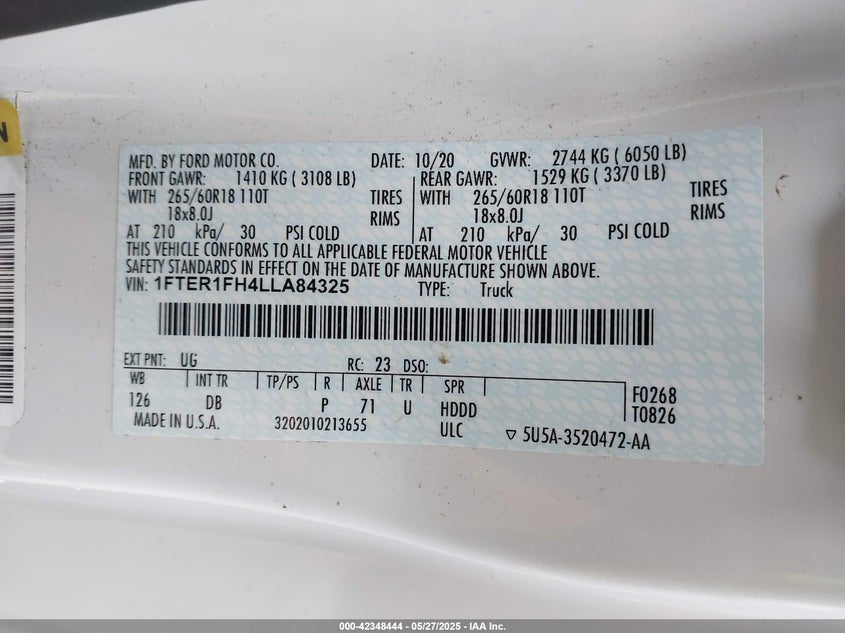 N
MFD. BY FORD MOTOR CO. DATE: 10/20 GVWR: 2744 KG ( 6050 LB)
FRONT GAWR: 1410 KG ( 3108 LB) REAR GAWR: 1529 KG ( 3370 LB)
WITH 265/60R18 110T TIRES WITH 265/60R18 110T TIRES
18x8.0J RIMS 18x8.0J RIMS
AT 210 kPa/ 30 PSI COLD AT 210 kPa/ 30 PSI COLD
THIS VEHICLE CONFORMS TO ALL APPLICABLE FEDERAL MOTOR VEHICLE
SAFETY STANDARDS IN EFFECT ON THE DATE OF MANUFACTURE SHOWN ABOVE.
VIN: 1FTER1FH4LLA84325 TYPE: Truck
EXT PNT: UG RC: 23 DSO:
WB INT TR TP/PS R AXLE TR SPR F0268
126 DB P 71 U HDDD T0826
MADE IN U.S.A. 3202010213655 ULC ▽ 5U5A-3520472-AA
000-42348444 — 05/27/2025 — IAA Inc.